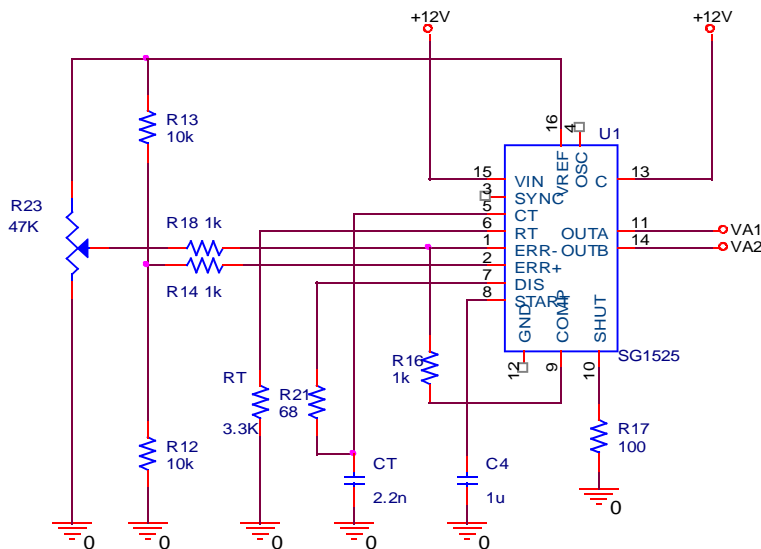 +12V
+12V
R13
10k
16
4
U1
VREF
OSC
15
VIN
C
13
3
SYNC
5
CT
R23
47K
R18 1k
6
RT
OUTA
11
VA1
1
ERR-
OUTB
14
VA2
2
ERR+
R14 1k
7
DIS
8
START
GND
COMP
SHUT
12
9
10
SG1525
R16
1k
RT
3.3K
R21
68
R12
10k
CT
2.2n
C4
1u
R17
100
0
0
0
0
0
0